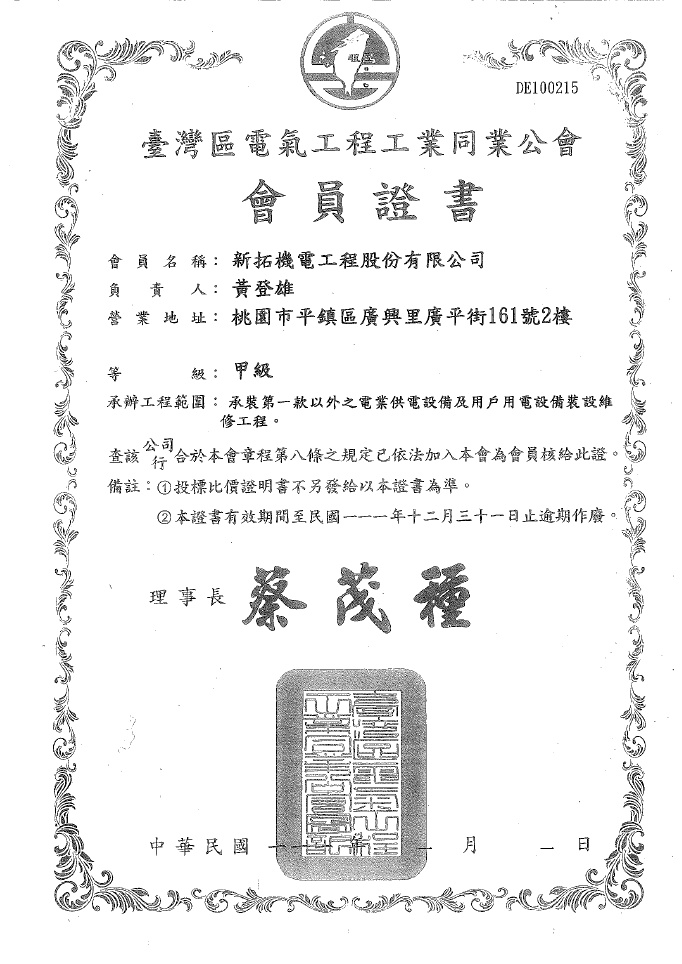 DE100215
臺灣區電氣工程工業同業公會
會員證書
會員名稱：新拓機電工程股份有限公司
負責人：黃登雄
營業地址：桃園市平鎮區廣興里廣平街161號2樓
等級：甲級
承辦工程範圍：承裝第一款以外之電業供電設備及用戶用電設備裝設維
修工程。
查該公司行合於本會章程第八條之規定已依法加入本會為會員核給此證。
備註：①投標比價證明書不另發給以本證書為準。
②本證書有效期間至民國一一一年十二月三十一日止逾期作廢。
理事長 蔡茂種
中華民國 年 一月 一日